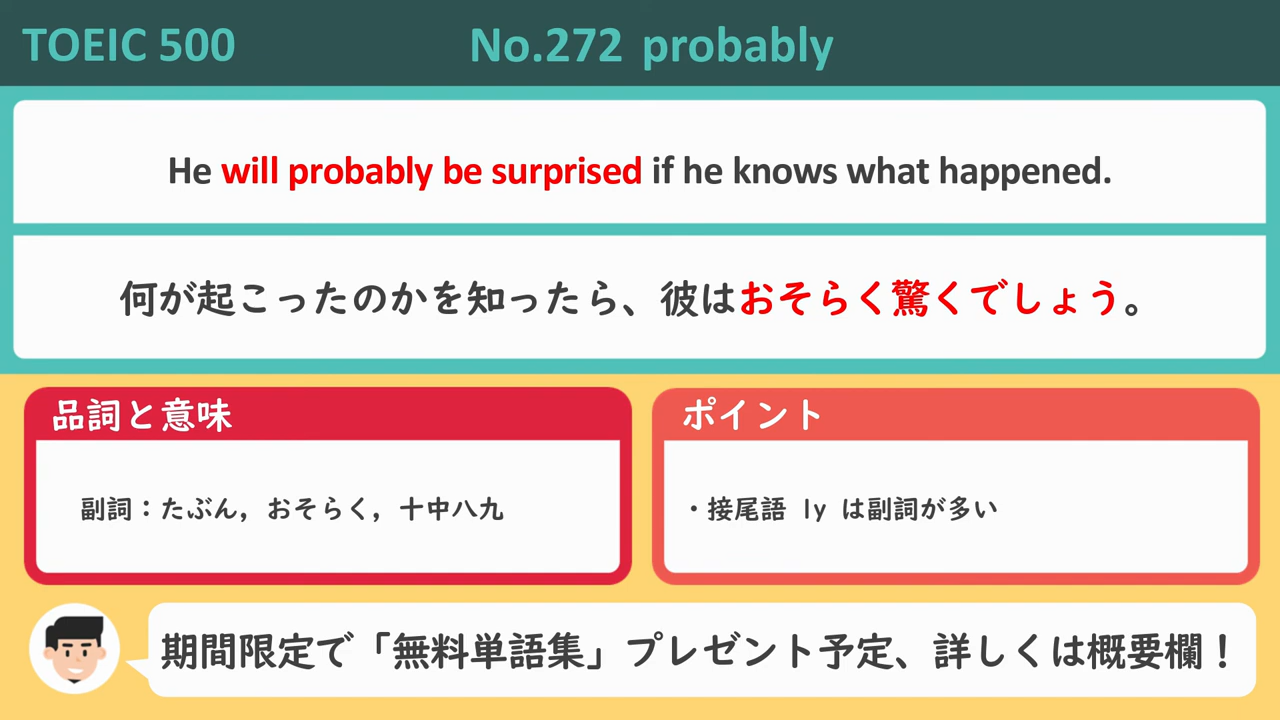 TOEIC 500
No.272 probably
He will probably be surprised if he knows what happened.
何が起こったのかを知ったら、彼はおそらく驚くでしょう。
品詞と意味
副詞：たぶん，おそらく，十中八九
ポイント
・接尾語 ly は副詞が多い
期間限定で「無料単語集」プレゼント予定、詳しくは概要欄！